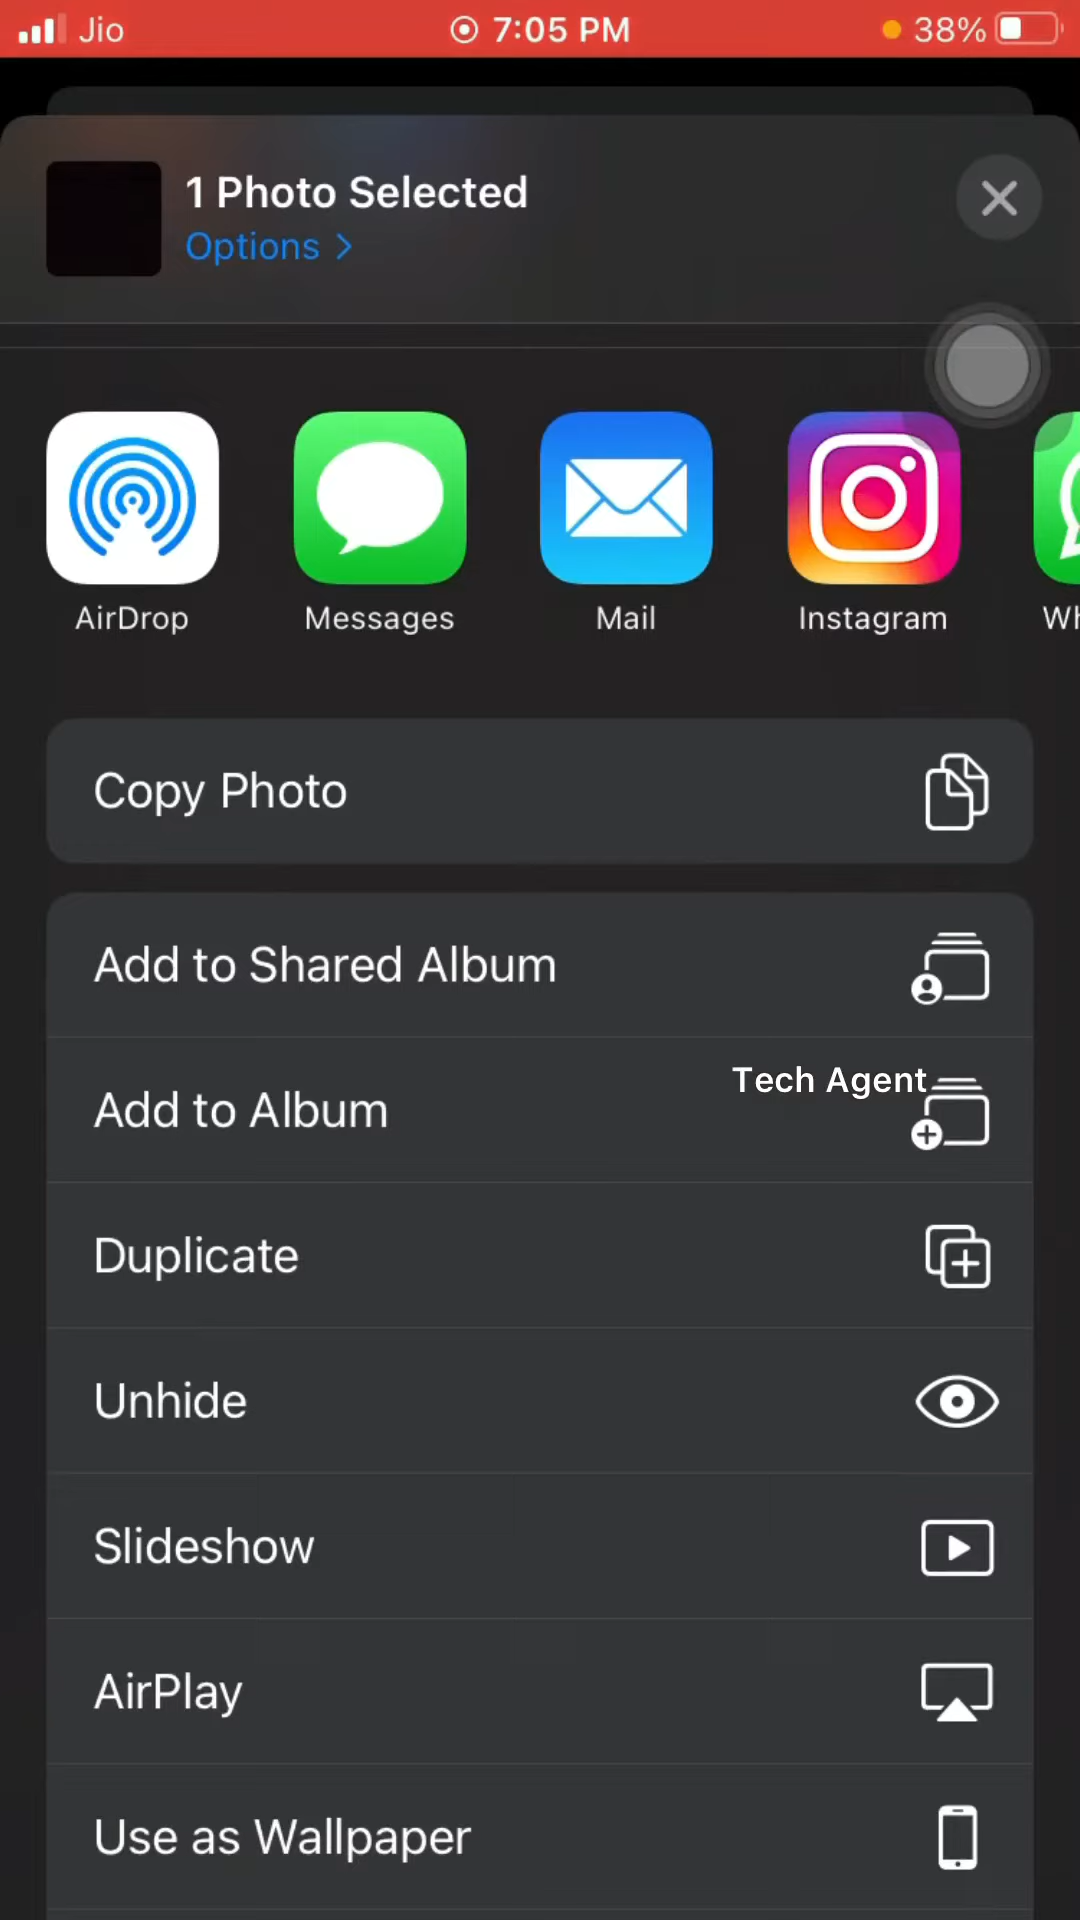 Jio 7:05 PM 38%
1 Photo Selected
Options
AirDrop Messages Mail Instagram Wh
Copy Photo
Add to Shared Album
Tech Agent
Add to Album
Duplicate
Unhide
Slideshow
AirPlay
Use as Wallpaper